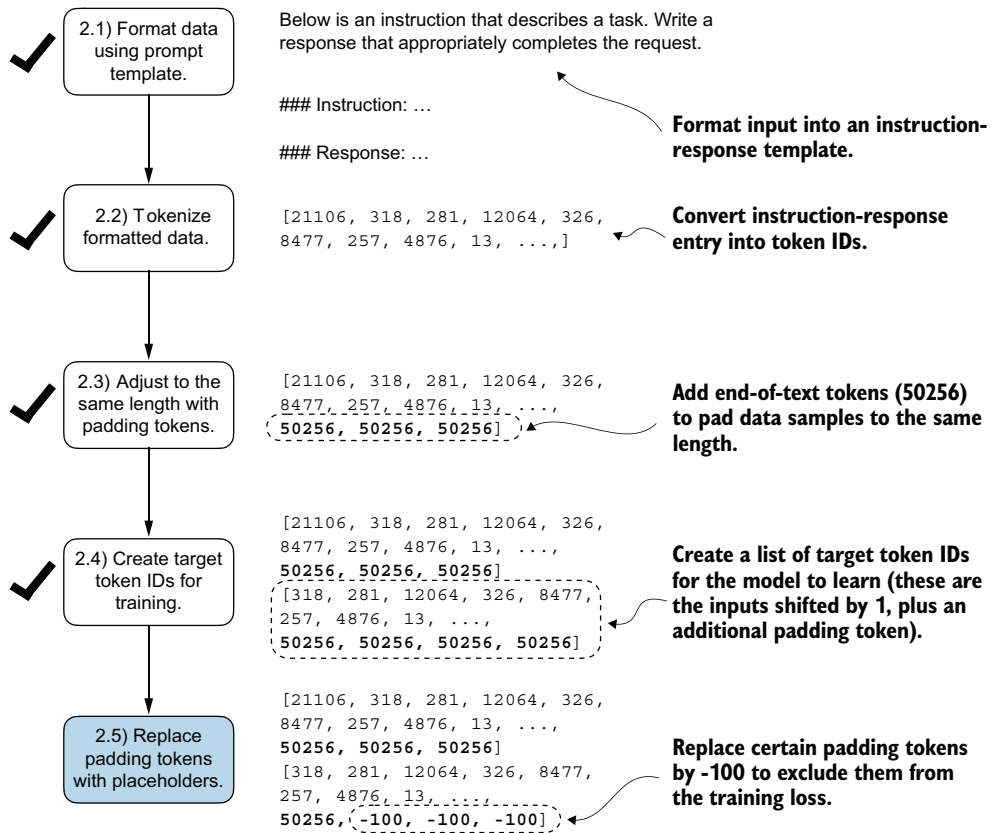 2.1) Format data
using prompt
template.
Below is an instruction that describes a task. Write a
response that appropriately completes the request.
### Instruction: …
### Response: …
Format input into an instruction-
response template.
2.2) Tokenize
formatted data.
[21106, 318, 281, 12064, 326,
8477, 257, 4876, 13, ...,]
Convert instruction-response
entry into token IDs.
2.3) Adjust to the
same length with
padding tokens.
[21106, 318, 281, 12064, 326,
8477, 257, 4876, 13, ...,
50256, 50256, 50256]
Add end-of-text tokens (50256)
to pad data samples to the same
length.
2.4) Create target
token IDs for
training.
[21106, 318, 281, 12064, 326,
8477, 257, 4876, 13, ...,
50256, 50256, 50256]
[318, 281, 12064, 326, 8477,
257, 4876, 13, ...,
50256, 50256, 50256, 50256]
Create a list of target token IDs
for the model to learn (these are
the inputs shifted by 1, plus an
additional padding token).
2.5) Replace
padding tokens
with placeholders.
[21106, 318, 281, 12064, 326,
8477, 257, 4876, 13, ...,
50256, 50256, 50256]
[318, 281, 12064, 326, 8477,
257, 4876, 13, ...,
50256, -100, -100, -100]
Replace certain padding tokens
by -100 to exclude them from
the training loss.